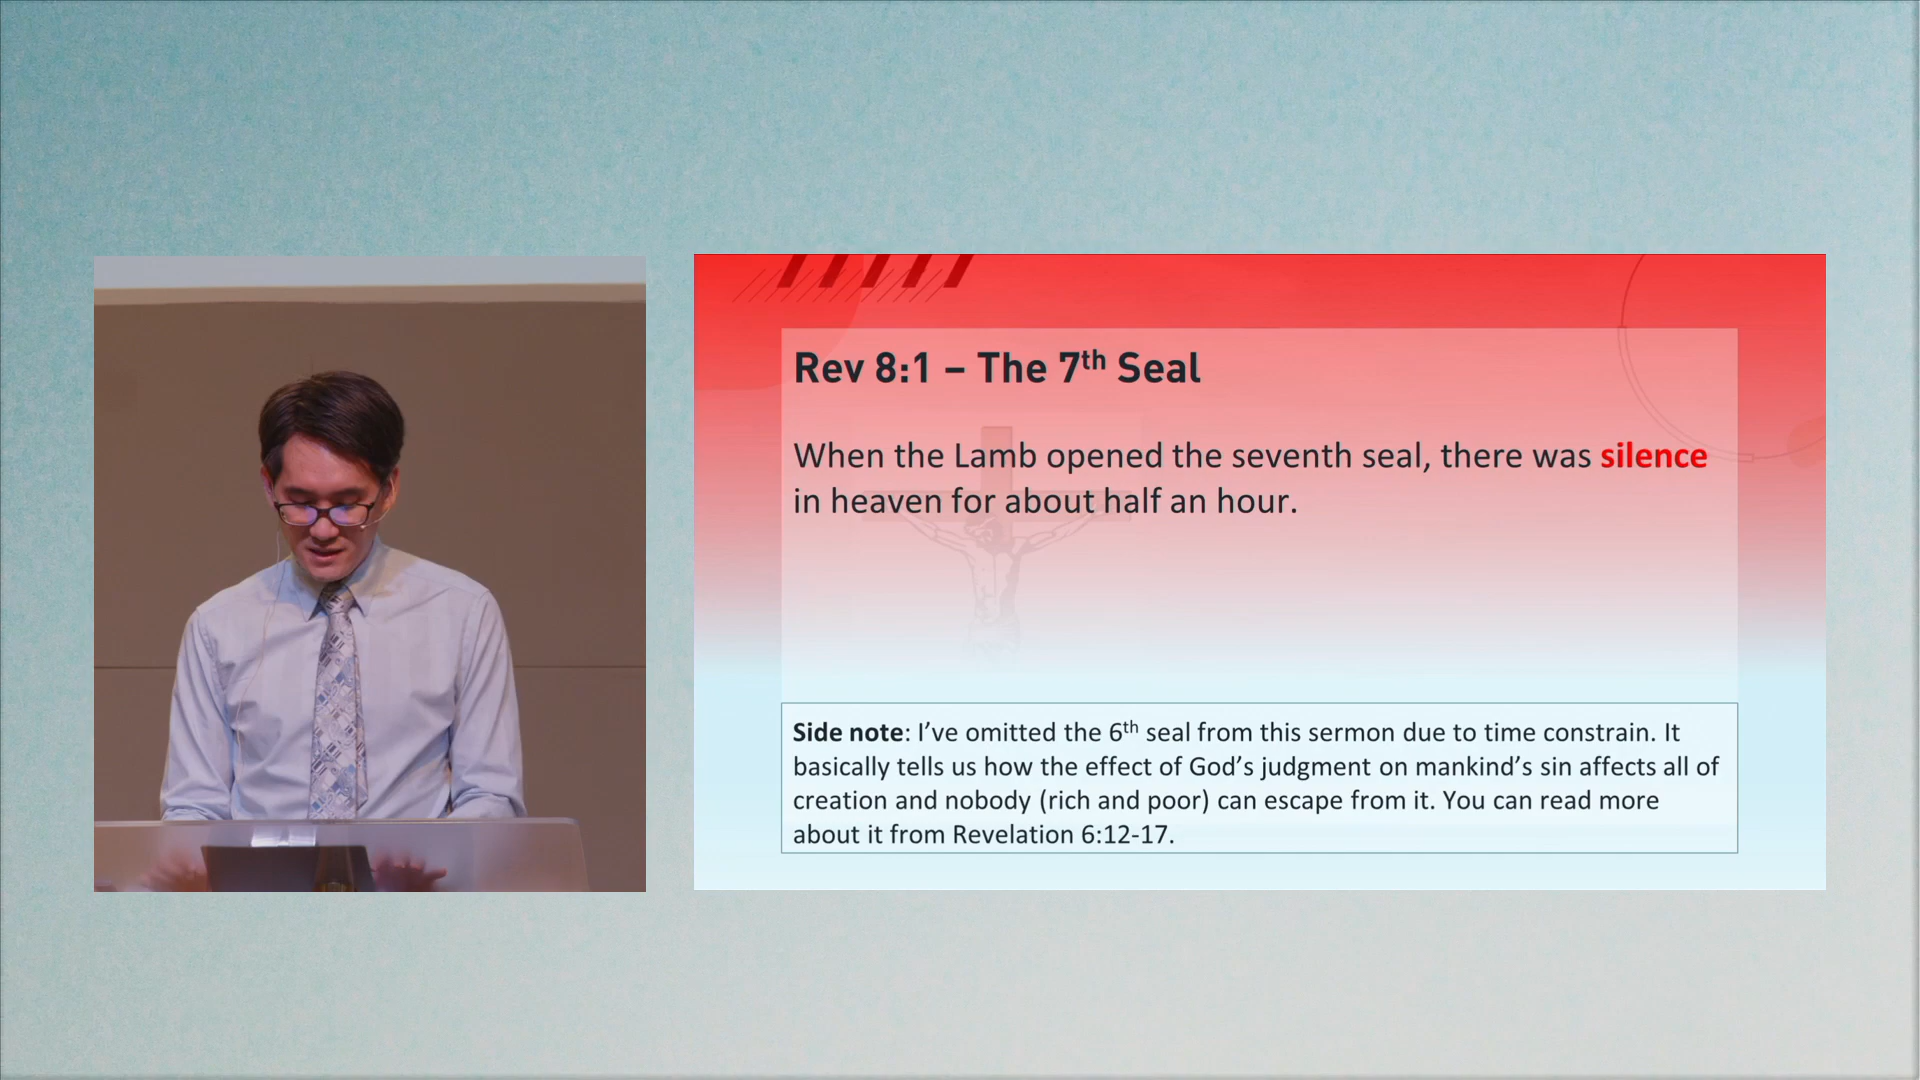 Rev 8:1 – The 7th Seal
When the Lamb opened the seventh seal, there was silence
in heaven for about half an hour.
Side note: I’ve omitted the 6th seal from this sermon due to time constrain. It
basically tells us how the effect of God’s judgment on mankind’s sin affects all of
creation and nobody (rich and poor) can escape from it. You can read more
about it from Revelation 6:12-17.